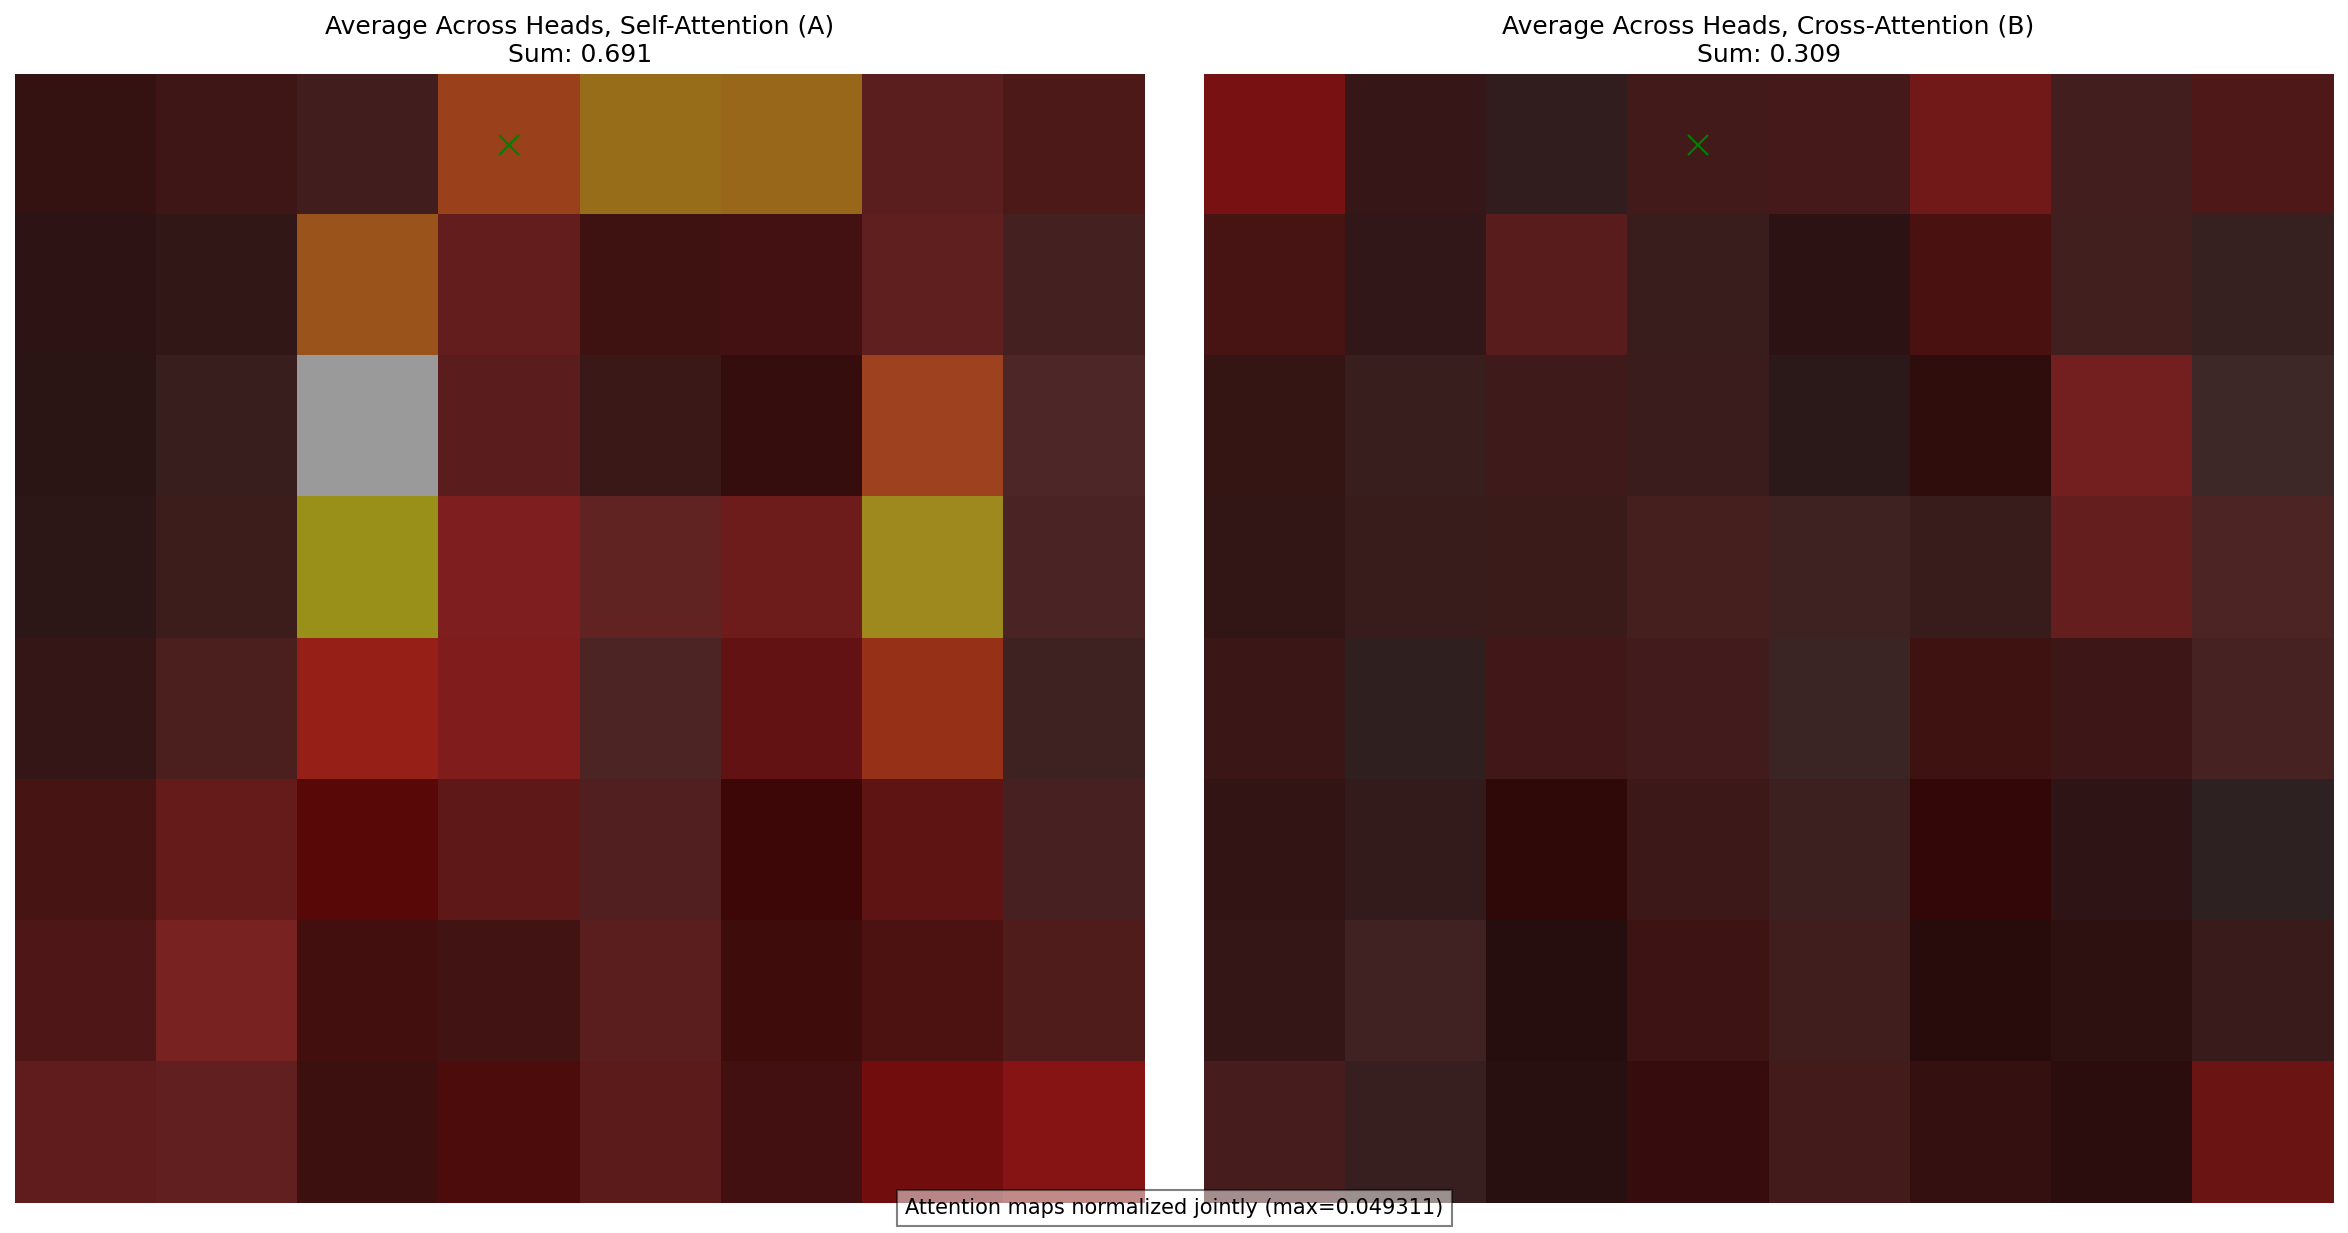 Average Across Heads, Self-Attention (A)
Sum: 0.691
Average Across Heads, Cross-Attention (B)
Sum: 0.309
Attention maps normalized jointly (max=0.049311)